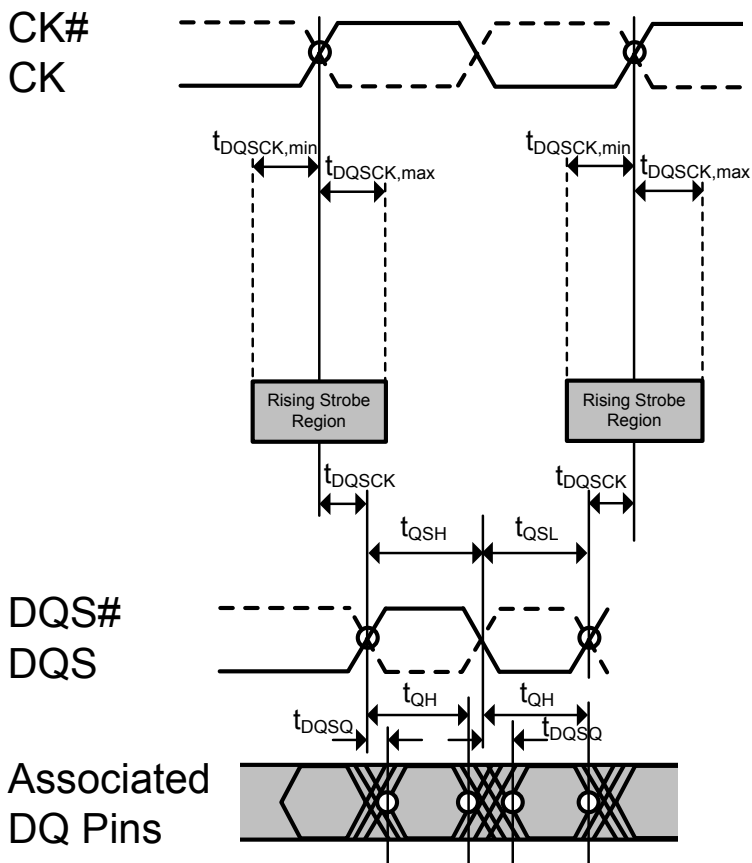 CK#
CK
tDQSCK,min
tDQSCK,max
tDQSCK,min
tDQSCK,max
Rising Strobe
Region
Rising Strobe
Region
tDQSCK
tDQSCK
tQSH
tQSL
DQS#
DQS
tQH
tQH
tDQSQ
tDQSQ
Associated
DQ Pins